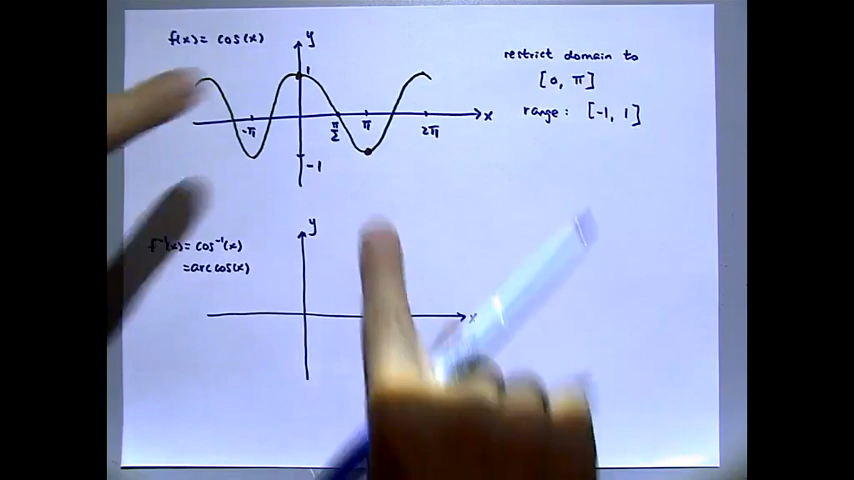 f(x) = cos(x)
y
1
-π
π/2
π
2π
x
-1
restrict domain to
[0, π]
range: [-1, 1]
f⁻¹(x) = cos⁻¹(x)
= arccos(x)
y
x